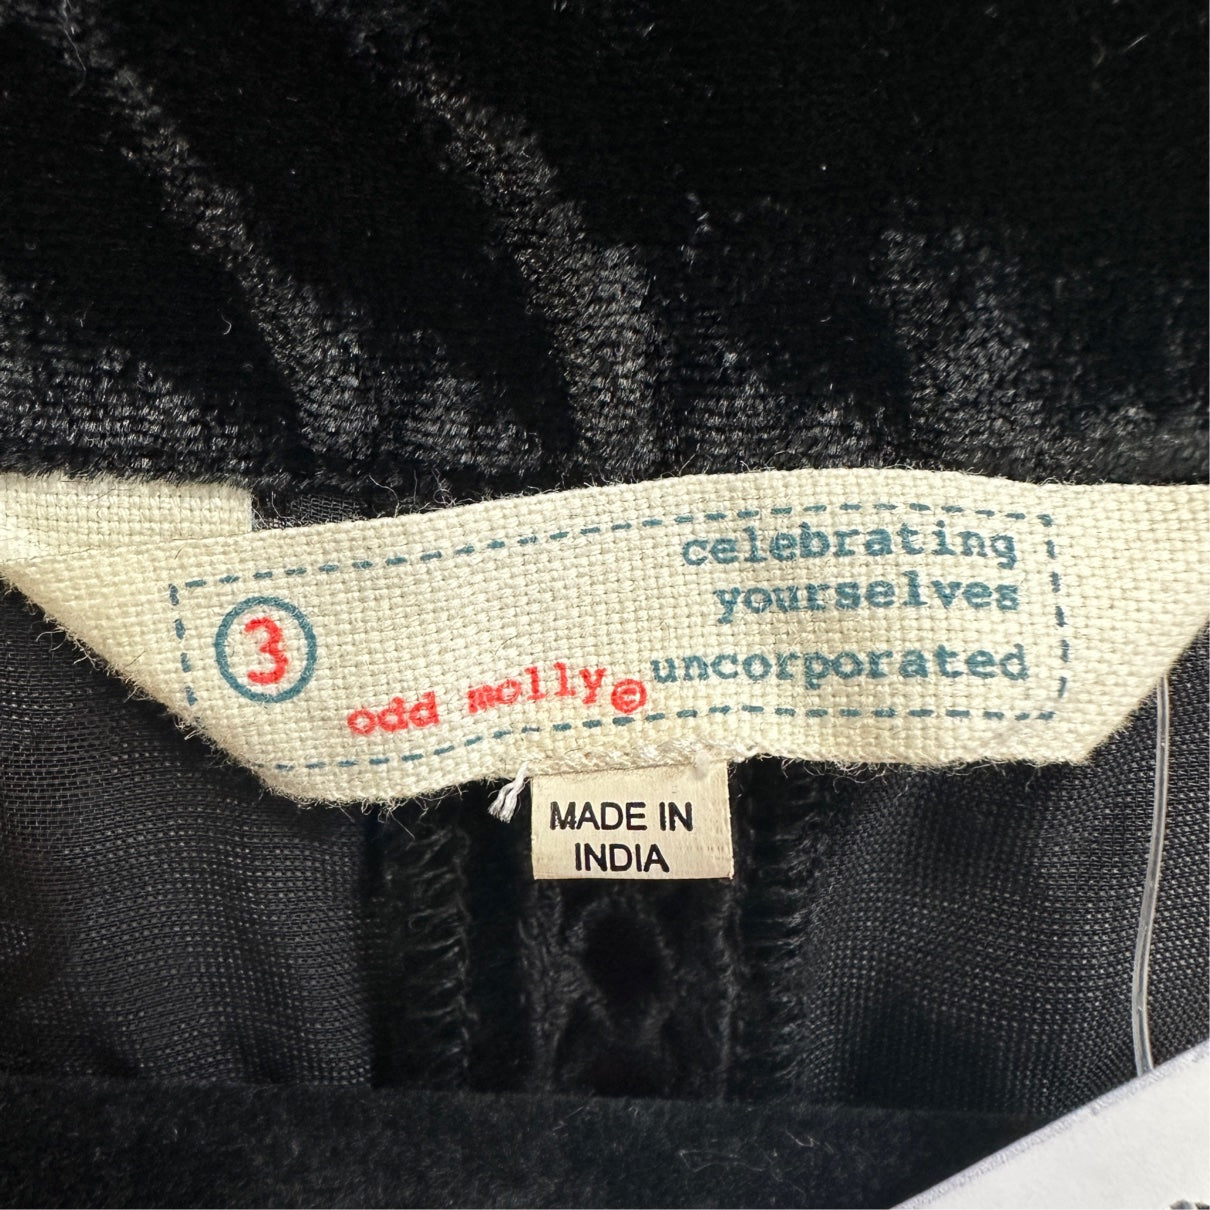 celebrating
yourselves
uncorporated
3
odd molly©
MADE IN
INDIA